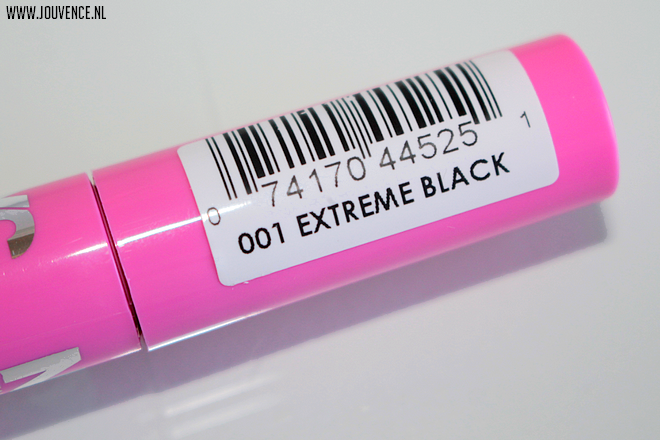 WWW.JOUVENCE.NL
0 74170 44525 1
001 EXTREME BLACK